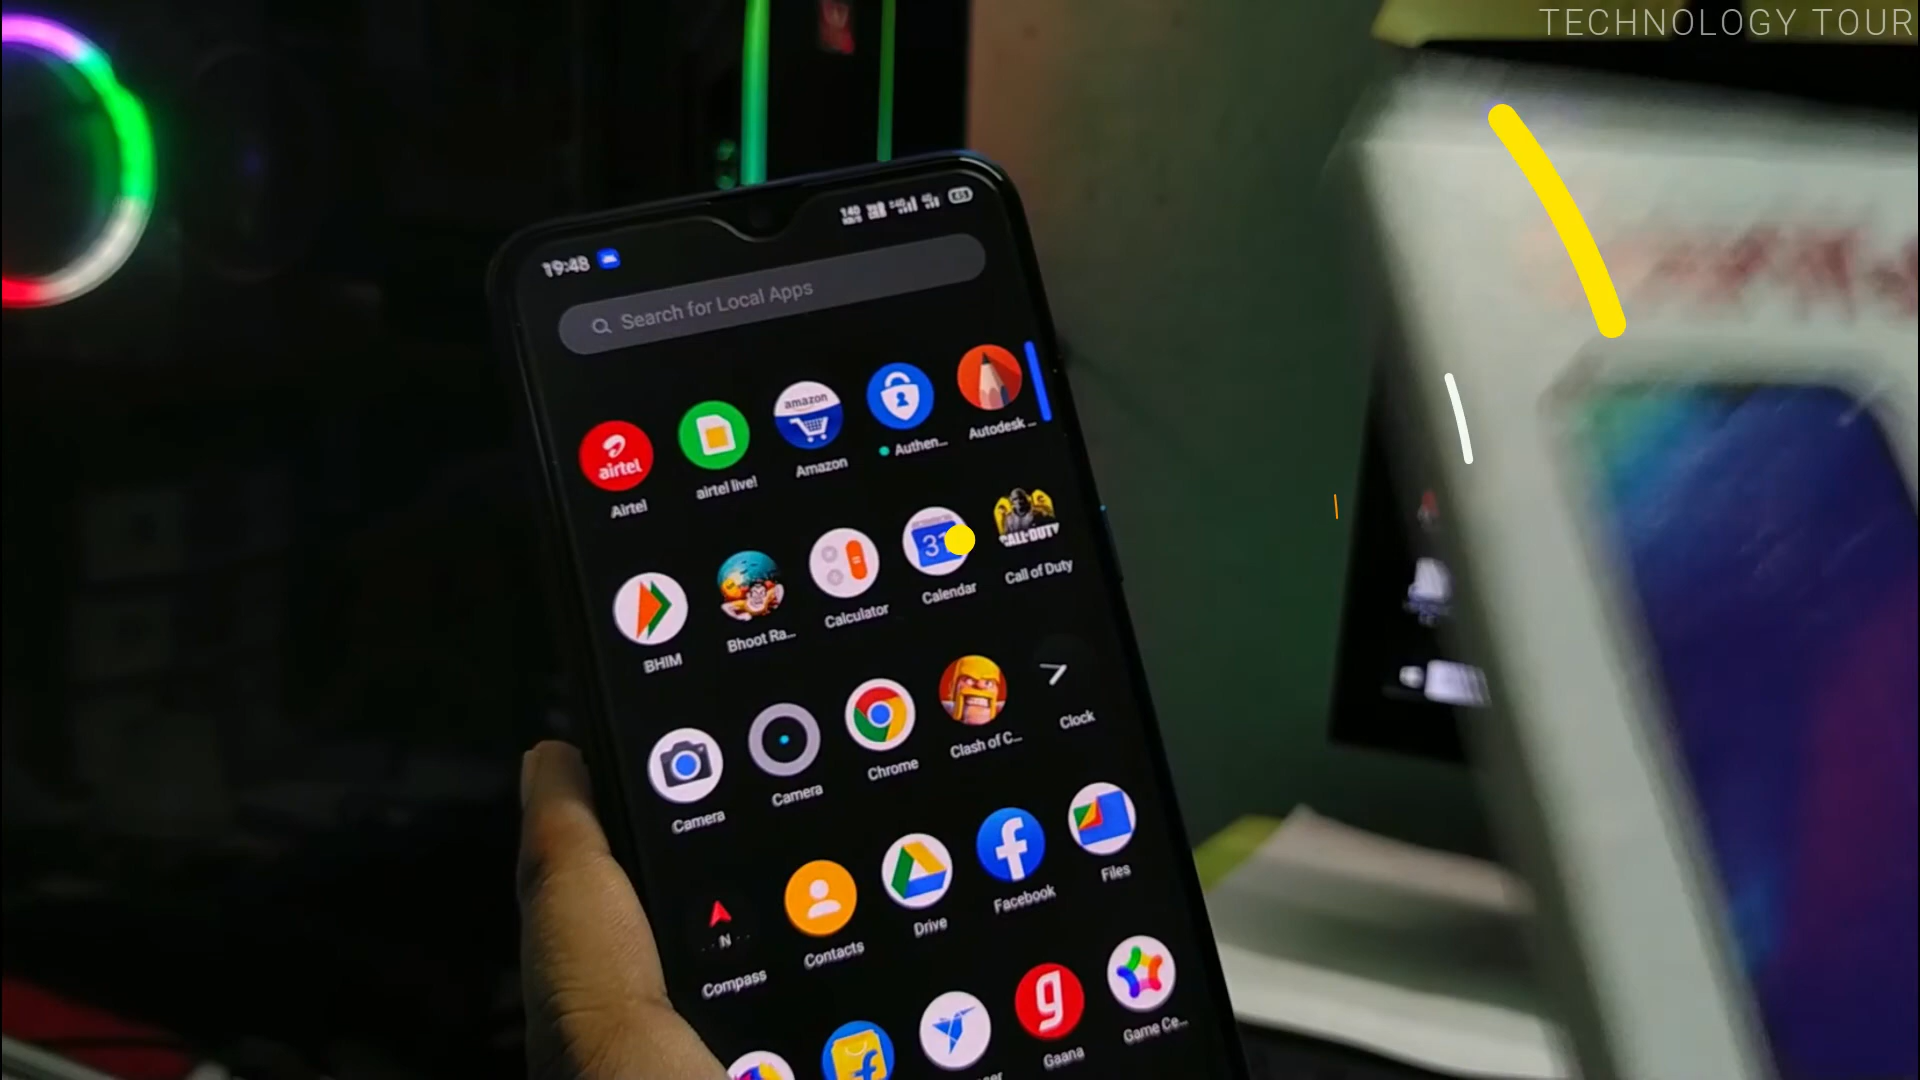 TECHNOLOGY TOUR
19:48
Search for Local Apps
airtel
amazon
Airtel
airtel live!
Amazon
Authen...
Autodesk ...
31
CALL OF DUTY
BHIM
Bhoot Ra...
Calculator
Calendar
Call of Duty
Camera
Camera
Chrome
Clash of C...
Clock
N
Compass
Contacts
Drive
Facebook
Files
Gaana
Game Ce...